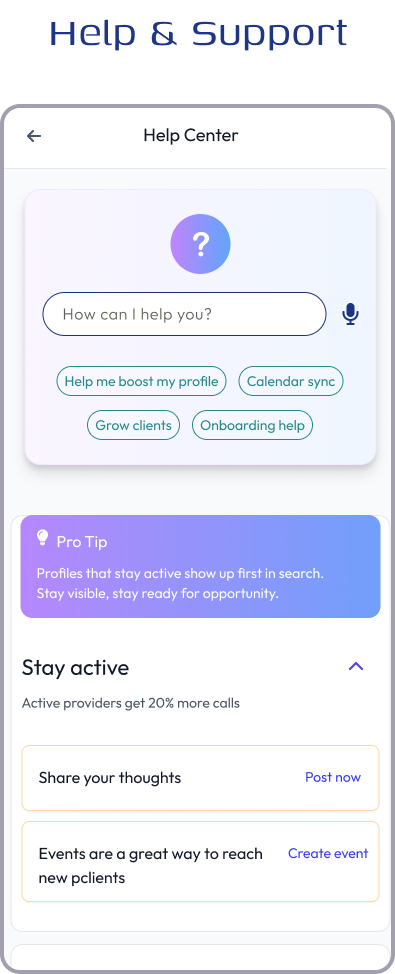 Help & Support
Help Center
?
How can I help you?
Help me boost my profile
Calendar sync
Grow clients
Onboarding help
Pro Tip
Profiles that stay active show up first in search.
Stay visible, stay ready for opportunity.
Stay active
Active providers get 20% more calls
Share your thoughts
Post now
Events are a great way to reach
Create event
new pclients